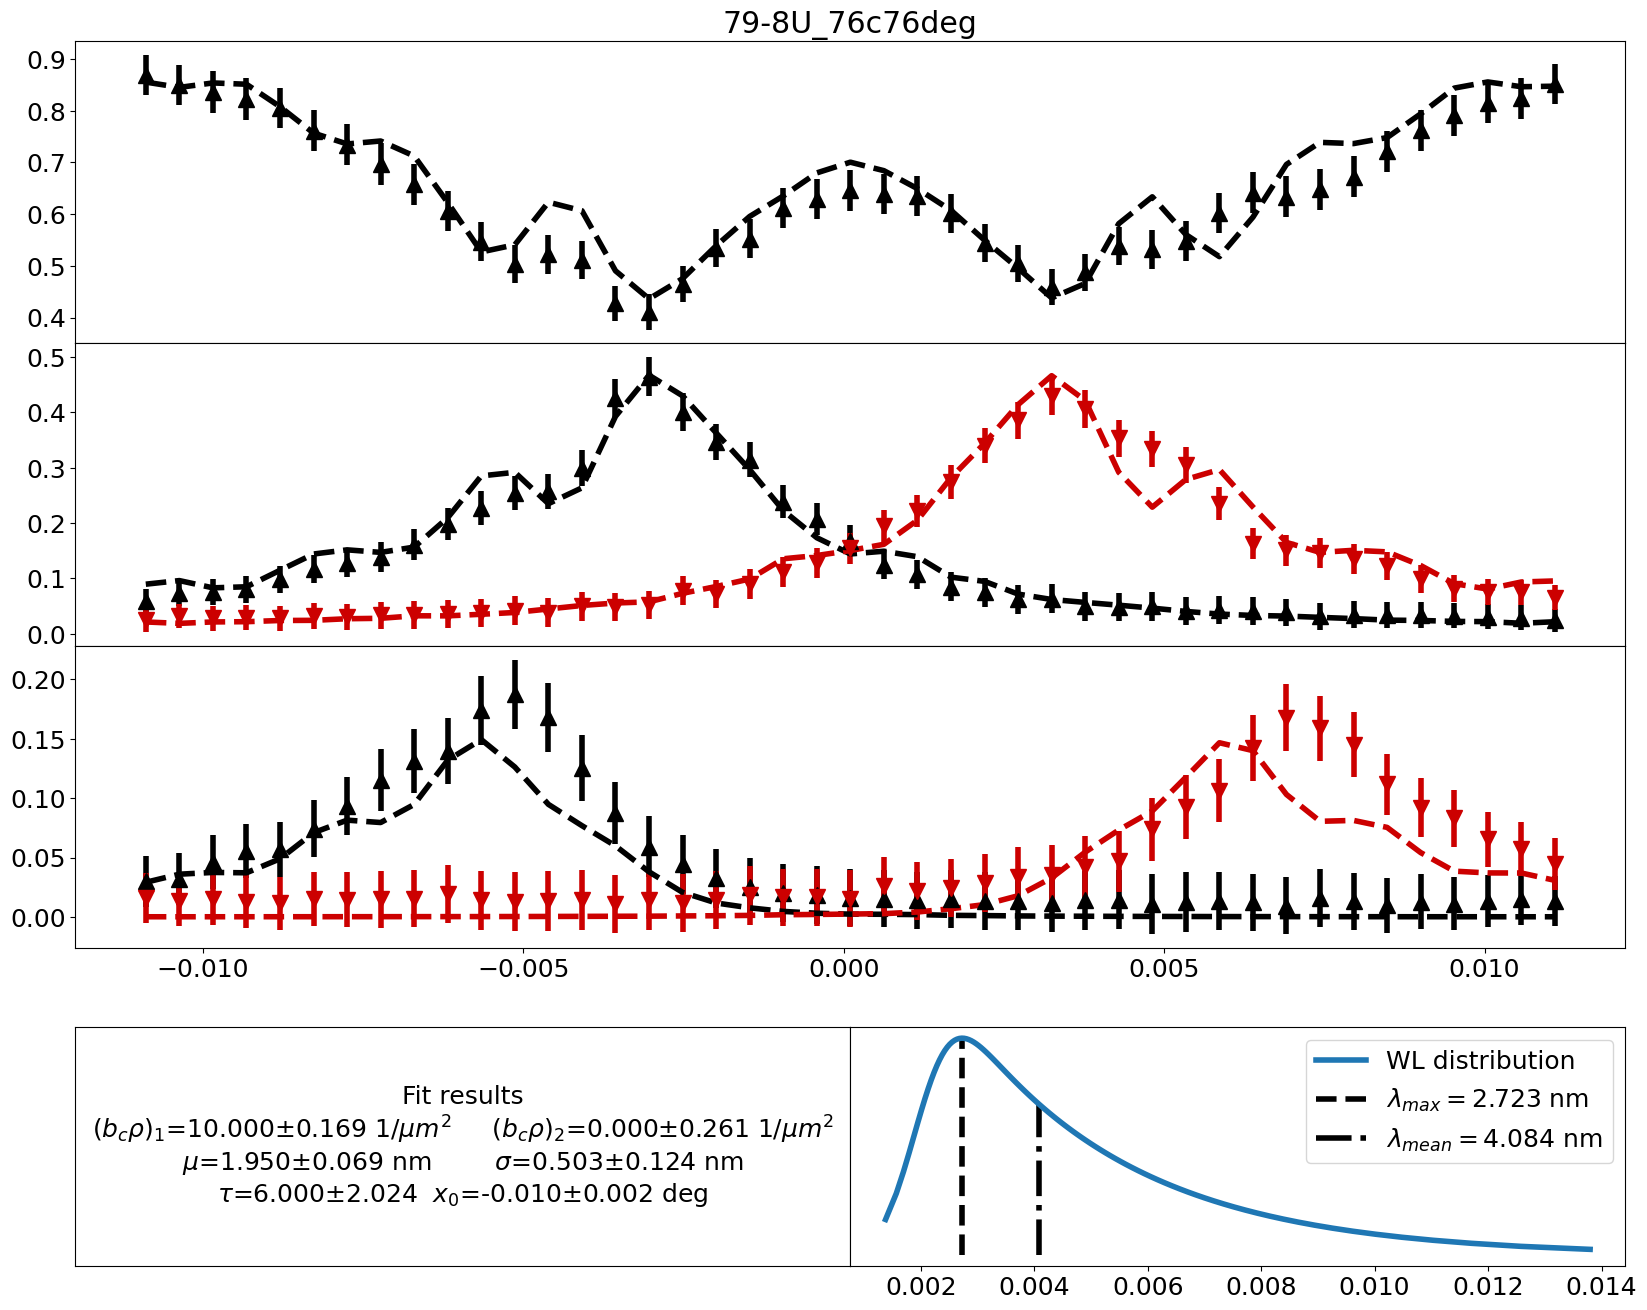 79-8U_76c76deg
0.9
0.8
0.7
0.6
0.5
0.4
0.5
0.4
0.3
0.2
0.1
0.0
0.20
0.15
0.10
0.05
0.00
−0.010 −0.005 0.000 0.005 0.010
Fit results
(b_cρ)_1=10.000±0.169 1/μm² (b_cρ)_2=0.000±0.261 1/μm²
μ=1.950±0.069 nm σ=0.503±0.124 nm
τ=6.000±2.024 x_0=-0.010±0.002 deg
WL distribution
λ_max = 2.723 nm
λ_mean = 4.084 nm
0.002 0.004 0.006 0.008 0.010 0.012 0.014